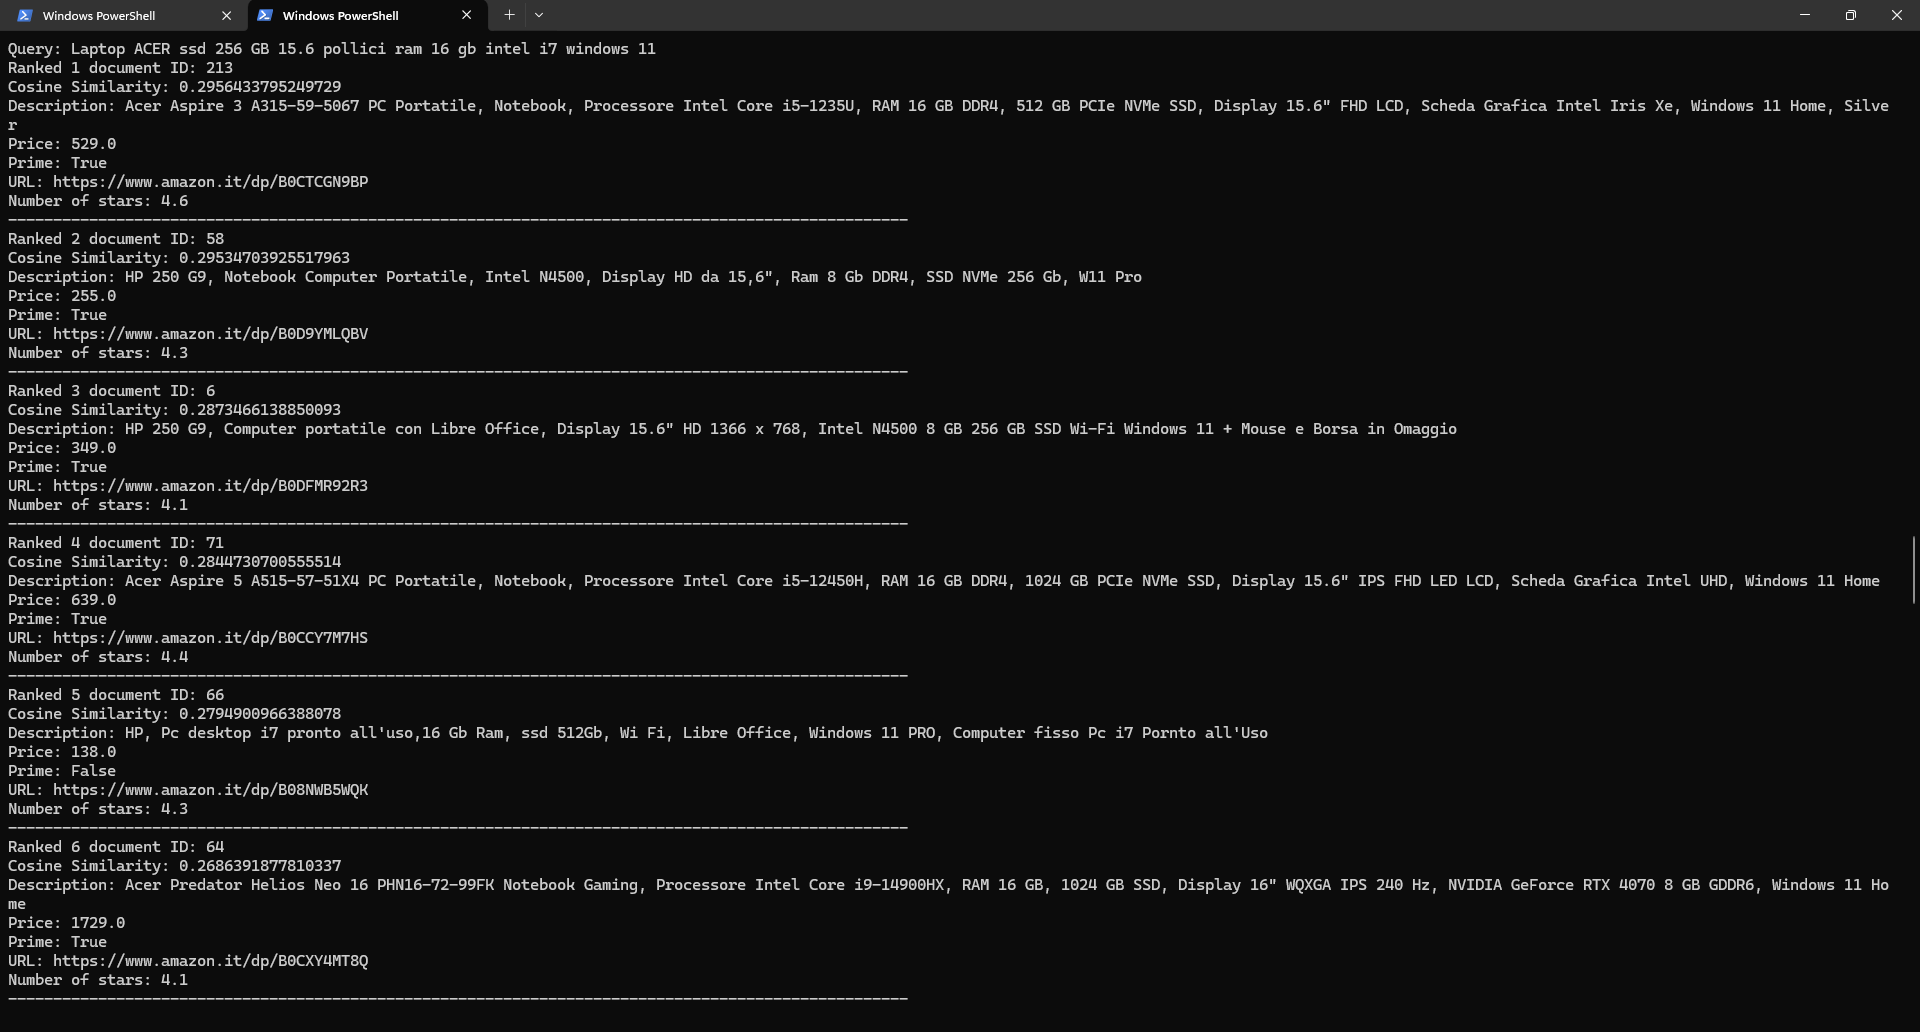 Windows PowerShell
Windows PowerShell
Query: Laptop ACER ssd 256 GB 15.6 pollici ram 16 gb intel i7 windows 11
Ranked 1 document ID: 213
Cosine Similarity: 0.2956433795249729
Description: Acer Aspire 3 A315-59-5067 PC Portatile, Notebook, Processore Intel Core i5-1235U, RAM 16 GB DDR4, 512 GB PCIe NVMe SSD, Display 15.6" FHD LCD, Scheda Grafica Intel Iris Xe, Windows 11 Home, Silve
r
Price: 529.0
Prime: True
URL: https://www.amazon.it/dp/B0CTCGN9BP
Number of stars: 4.6
----------------------------------------------------------------------------------------------------
Ranked 2 document ID: 58
Cosine Similarity: 0.29534703925517963
Description: HP 250 G9, Notebook Computer Portatile, Intel N4500, Display HD da 15,6", Ram 8 Gb DDR4, SSD NVMe 256 Gb, W11 Pro
Price: 255.0
Prime: True
URL: https://www.amazon.it/dp/B0D9YMLQBV
Number of stars: 4.3
----------------------------------------------------------------------------------------------------
Ranked 3 document ID: 6
Cosine Similarity: 0.2873466138850093
Description: HP 250 G9, Computer portatile con Libre Office, Display 15.6" HD 1366 x 768, Intel N4500 8 GB 256 GB SSD Wi-Fi Windows 11 + Mouse e Borsa in Omaggio
Price: 349.0
Prime: True
URL: https://www.amazon.it/dp/B0DFMR92R3
Number of stars: 4.1
----------------------------------------------------------------------------------------------------
Ranked 4 document ID: 71
Cosine Similarity: 0.2844730700555514
Description: Acer Aspire 5 A515-57-51X4 PC Portatile, Notebook, Processore Intel Core i5-12450H, RAM 16 GB DDR4, 1024 GB PCIe NVMe SSD, Display 15.6" IPS FHD LED LCD, Scheda Grafica Intel UHD, Windows 11 Home
Price: 639.0
Prime: True
URL: https://www.amazon.it/dp/B0CCY7M7HS
Number of stars: 4.4
----------------------------------------------------------------------------------------------------
Ranked 5 document ID: 66
Cosine Similarity: 0.2794900966388078
Description: HP, Pc desktop i7 pronto all'uso,16 Gb Ram, ssd 512Gb, Wi Fi, Libre Office, Windows 11 PRO, Computer fisso Pc i7 Pornto all'Uso
Price: 138.0
Prime: False
URL: https://www.amazon.it/dp/B08NWB5WQK
Number of stars: 4.3
----------------------------------------------------------------------------------------------------
Ranked 6 document ID: 64
Cosine Similarity: 0.2686391877810337
Description: Acer Predator Helios Neo 16 PHN16-72-99FK Notebook Gaming, Processore Intel Core i9-14900HX, RAM 16 GB, 1024 GB SSD, Display 16" WQXGA IPS 240 Hz, NVIDIA GeForce RTX 4070 8 GB GDDR6, Windows 11 Ho
me
Price: 1729.0
Prime: True
URL: https://www.amazon.it/dp/B0CXY4MT8Q
Number of stars: 4.1
----------------------------------------------------------------------------------------------------